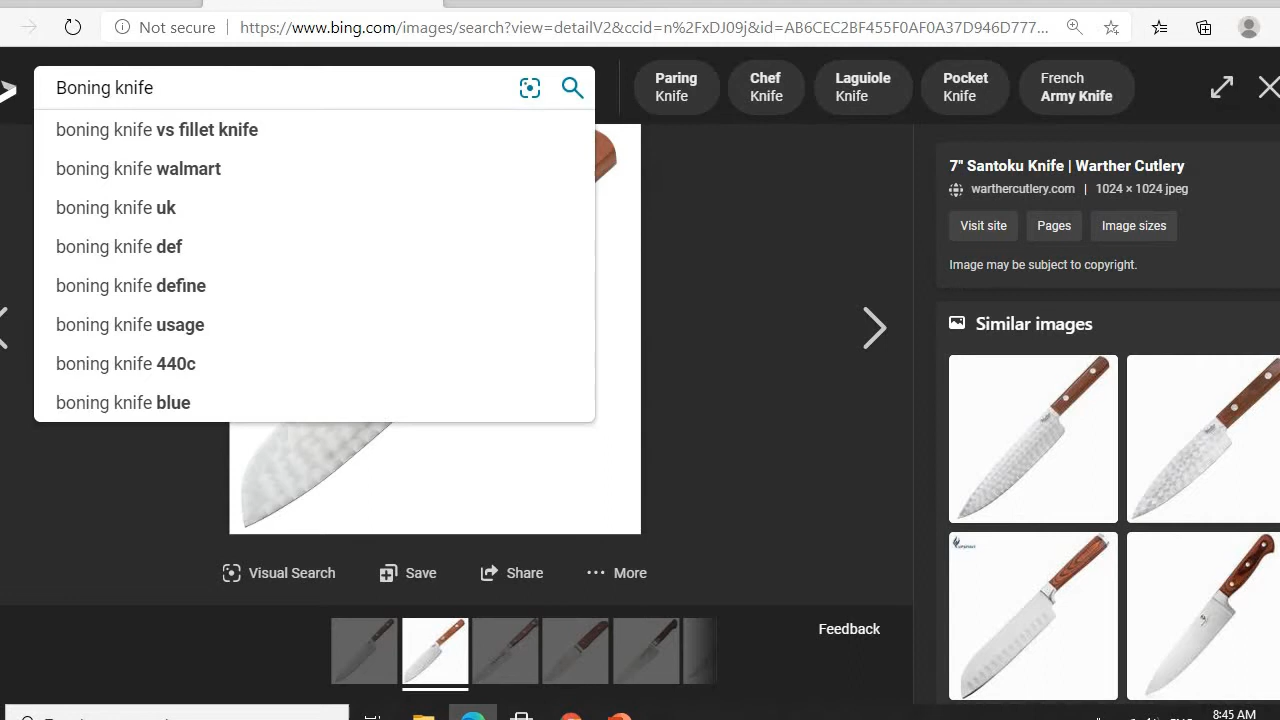 Not secure
https://www.bing.com/images/search?view=detailV2&ccid=n%2FxDJ09j&id=AB6CEC2BF455F0AF0A37D946D777...
Boning knife
Paring
Knife
Chef
Knife
Laguiole
Knife
Pocket
Knife
French
Army Knife
boning knife vs fillet knife
boning knife walmart
boning knife uk
boning knife def
boning knife define
boning knife usage
boning knife 440c
boning knife blue
7" Santoku Knife | Warther Cutlery
warthercutlery.com | 1024 × 1024 jpeg
Visit site
Pages
Image sizes
Image may be subject to copyright.
Similar images
Visual Search
Save
Share
More
Feedback
8:45 AM